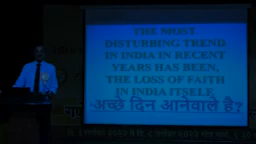 THE MOST
DISTURBING TREND
IN INDIA IN RECENT
YEARS HAS BEEN,
THE LOSS OF FAITH
IN INDIA ITSELF
अच्छे दिन आनेवाले है?